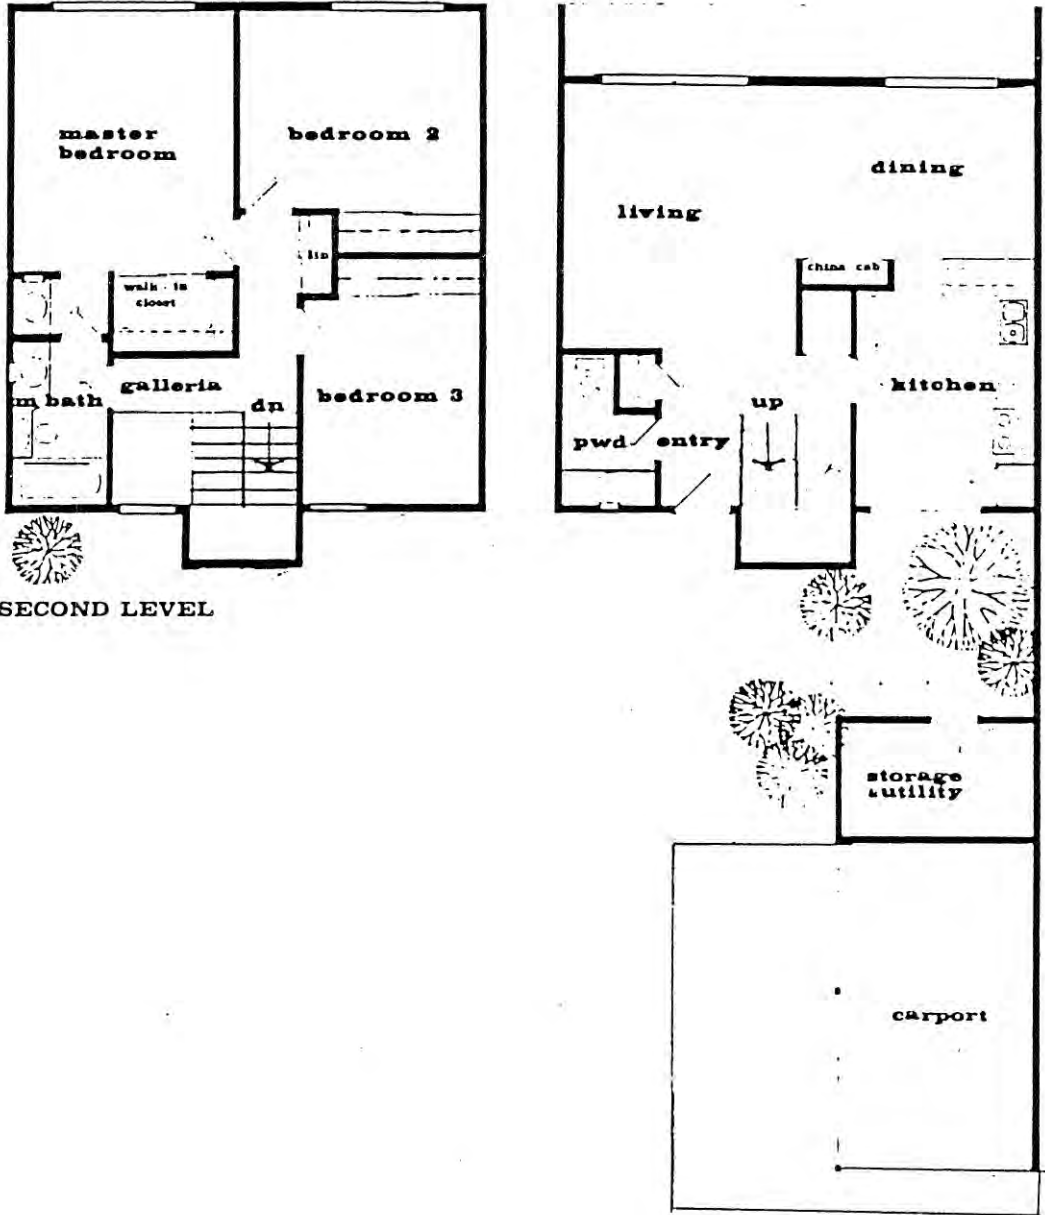 master
bedroom
bedroom 2
lin
walk-in
closet
galleria
m bath
dn
bedroom 3
SECOND LEVEL
living
dining
china cab
kitchen
up
pwd
entry
storage
&utility
carport